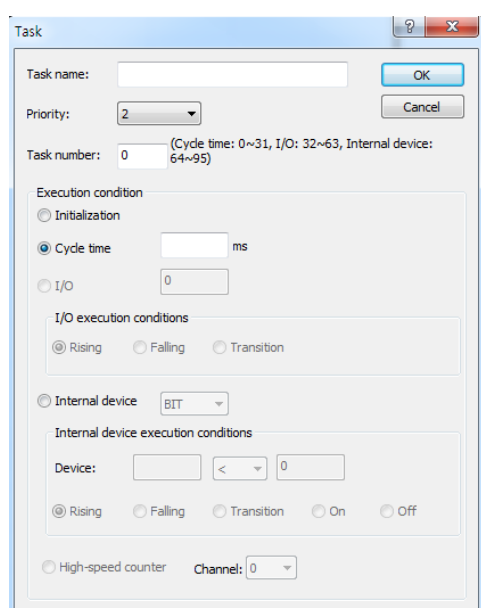 Task
Task name:
OK
Priority: 2
Cancel
Task number: 0 (Cycle time: 0~31, I/O: 32~63, Internal device:
64~95)
Execution condition
Initialization
Cycle time ms
I/O 0
I/O execution conditions
Rising Falling Transition
Internal device BIT
Internal device execution conditions
Device: < 0
Rising Falling Transition On Off
High-speed counter Channel: 0